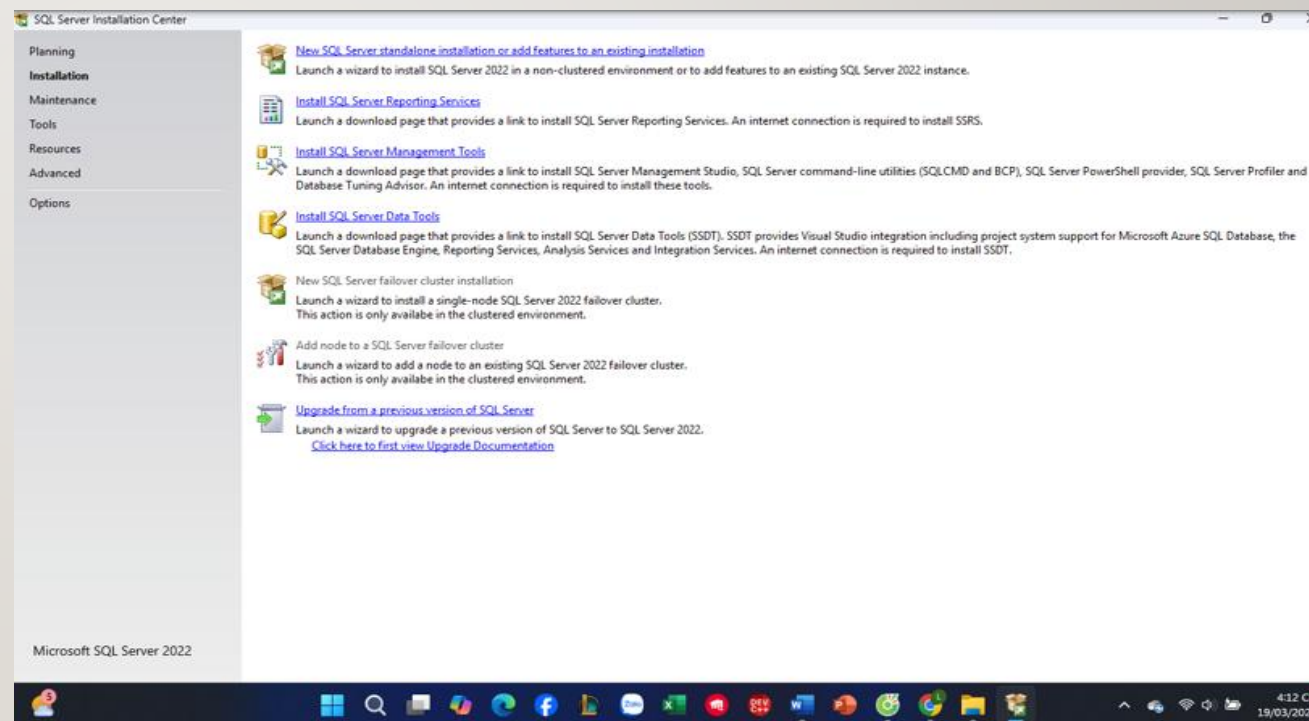 SQL Server Installation Center
Planning
Installation
Maintenance
Tools
Resources
Advanced
Options
New SQL Server standalone installation or add features to an existing installation
Launch a wizard to install SQL Server 2022 in a non-clustered environment or to add features to an existing SQL Server 2022 instance.
Install SQL Server Reporting Services
Launch a download page that provides a link to install SQL Server Reporting Services. An internet connection is required to install SSRS.
Install SQL Server Management Tools
Launch a download page that provides a link to install SQL Server Management Studio, SQL Server command-line utilities (SQLCMD and BCP), SQL Server PowerShell provider, SQL Server Profiler and
Database Tuning Advisor. An internet connection is required to install these tools.
Install SQL Server Data Tools
Launch a download page that provides a link to install SQL Server Data Tools (SSDT). SSDT provides Visual Studio integration including project system support for Microsoft Azure SQL Database, the
SQL Server Database Engine, Reporting Services, Analysis Services and Integration Services. An internet connection is required to install SSDT.
New SQL Server failover cluster installation
Launch a wizard to install a single-node SQL Server 2022 failover cluster.
This action is only availabe in the clustered environment.
Add node to a SQL Server failover cluster
Launch a wizard to add a node to an existing SQL Server 2022 failover cluster.
This action is only availabe in the clustered environment.
Upgrade from a previous version of SQL Server
Launch a wizard to upgrade a previous version of SQL Server to SQL Server 2022.
Click here to first view Upgrade Documentation
Microsoft SQL Server 2022
5
Zalo
DEV
C++
4:12 C
19/03/202